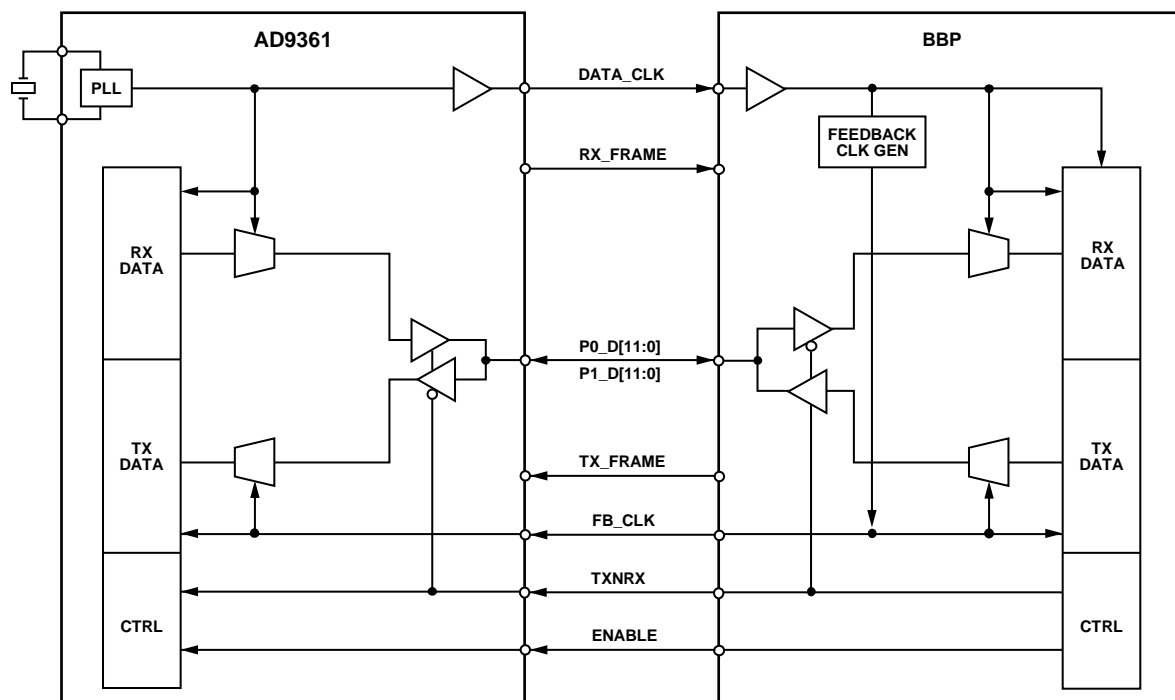 AD9361
BBP
PLL
DATA_CLK
FEEDBACK
CLK GEN
RX_FRAME
RX
DATA
RX
DATA
P0_D[11:0]
P1_D[11:0]
TX
DATA
TX_FRAME
TX
DATA
FB_CLK
TXNRX
CTRL
ENABLE
CTRL